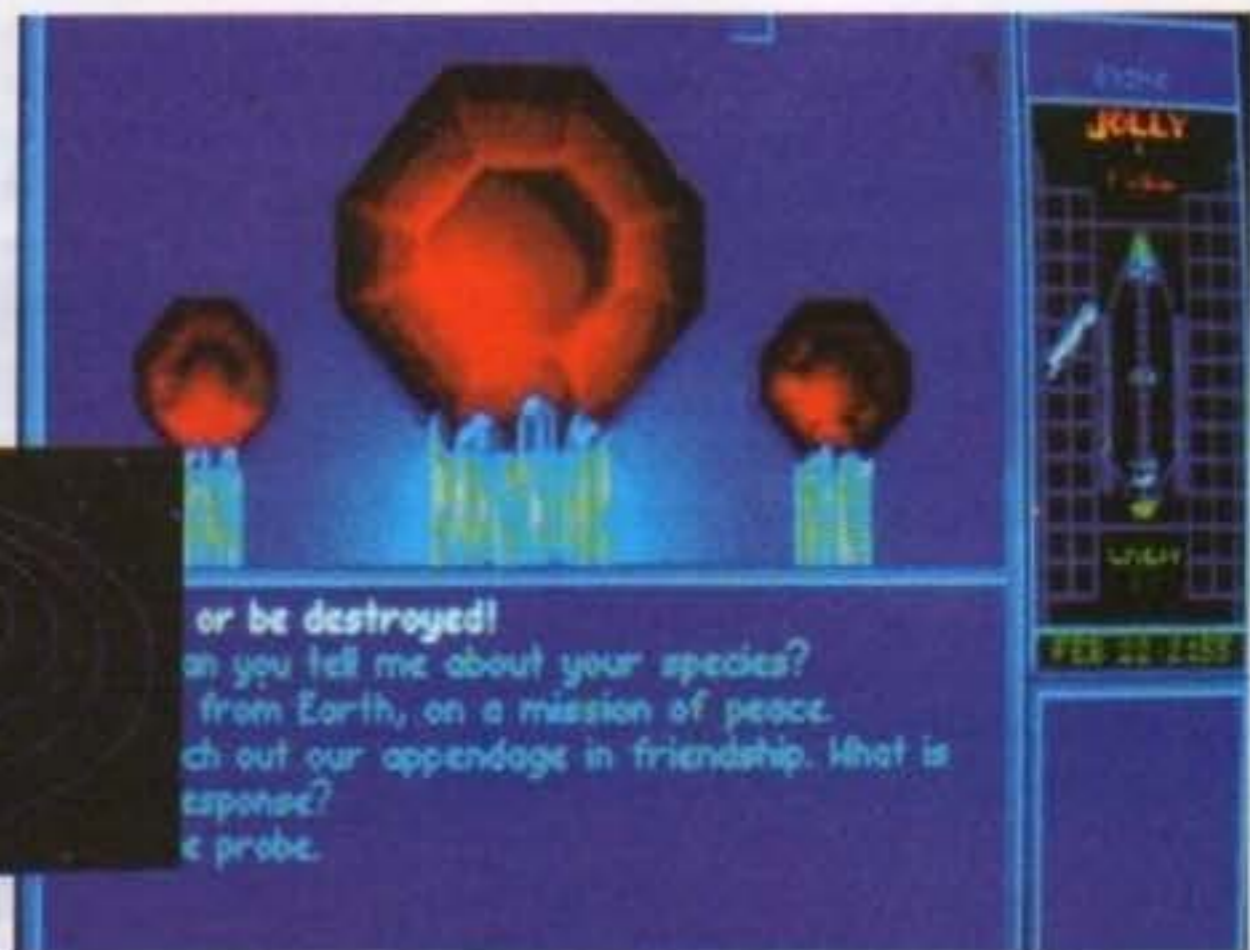 or be destroyed!
an you tell me about your species?
from Earth, on a mission of peace.
ch out our appendage in friendship. What is
esponse?
e probe.
JOLLY
FEB